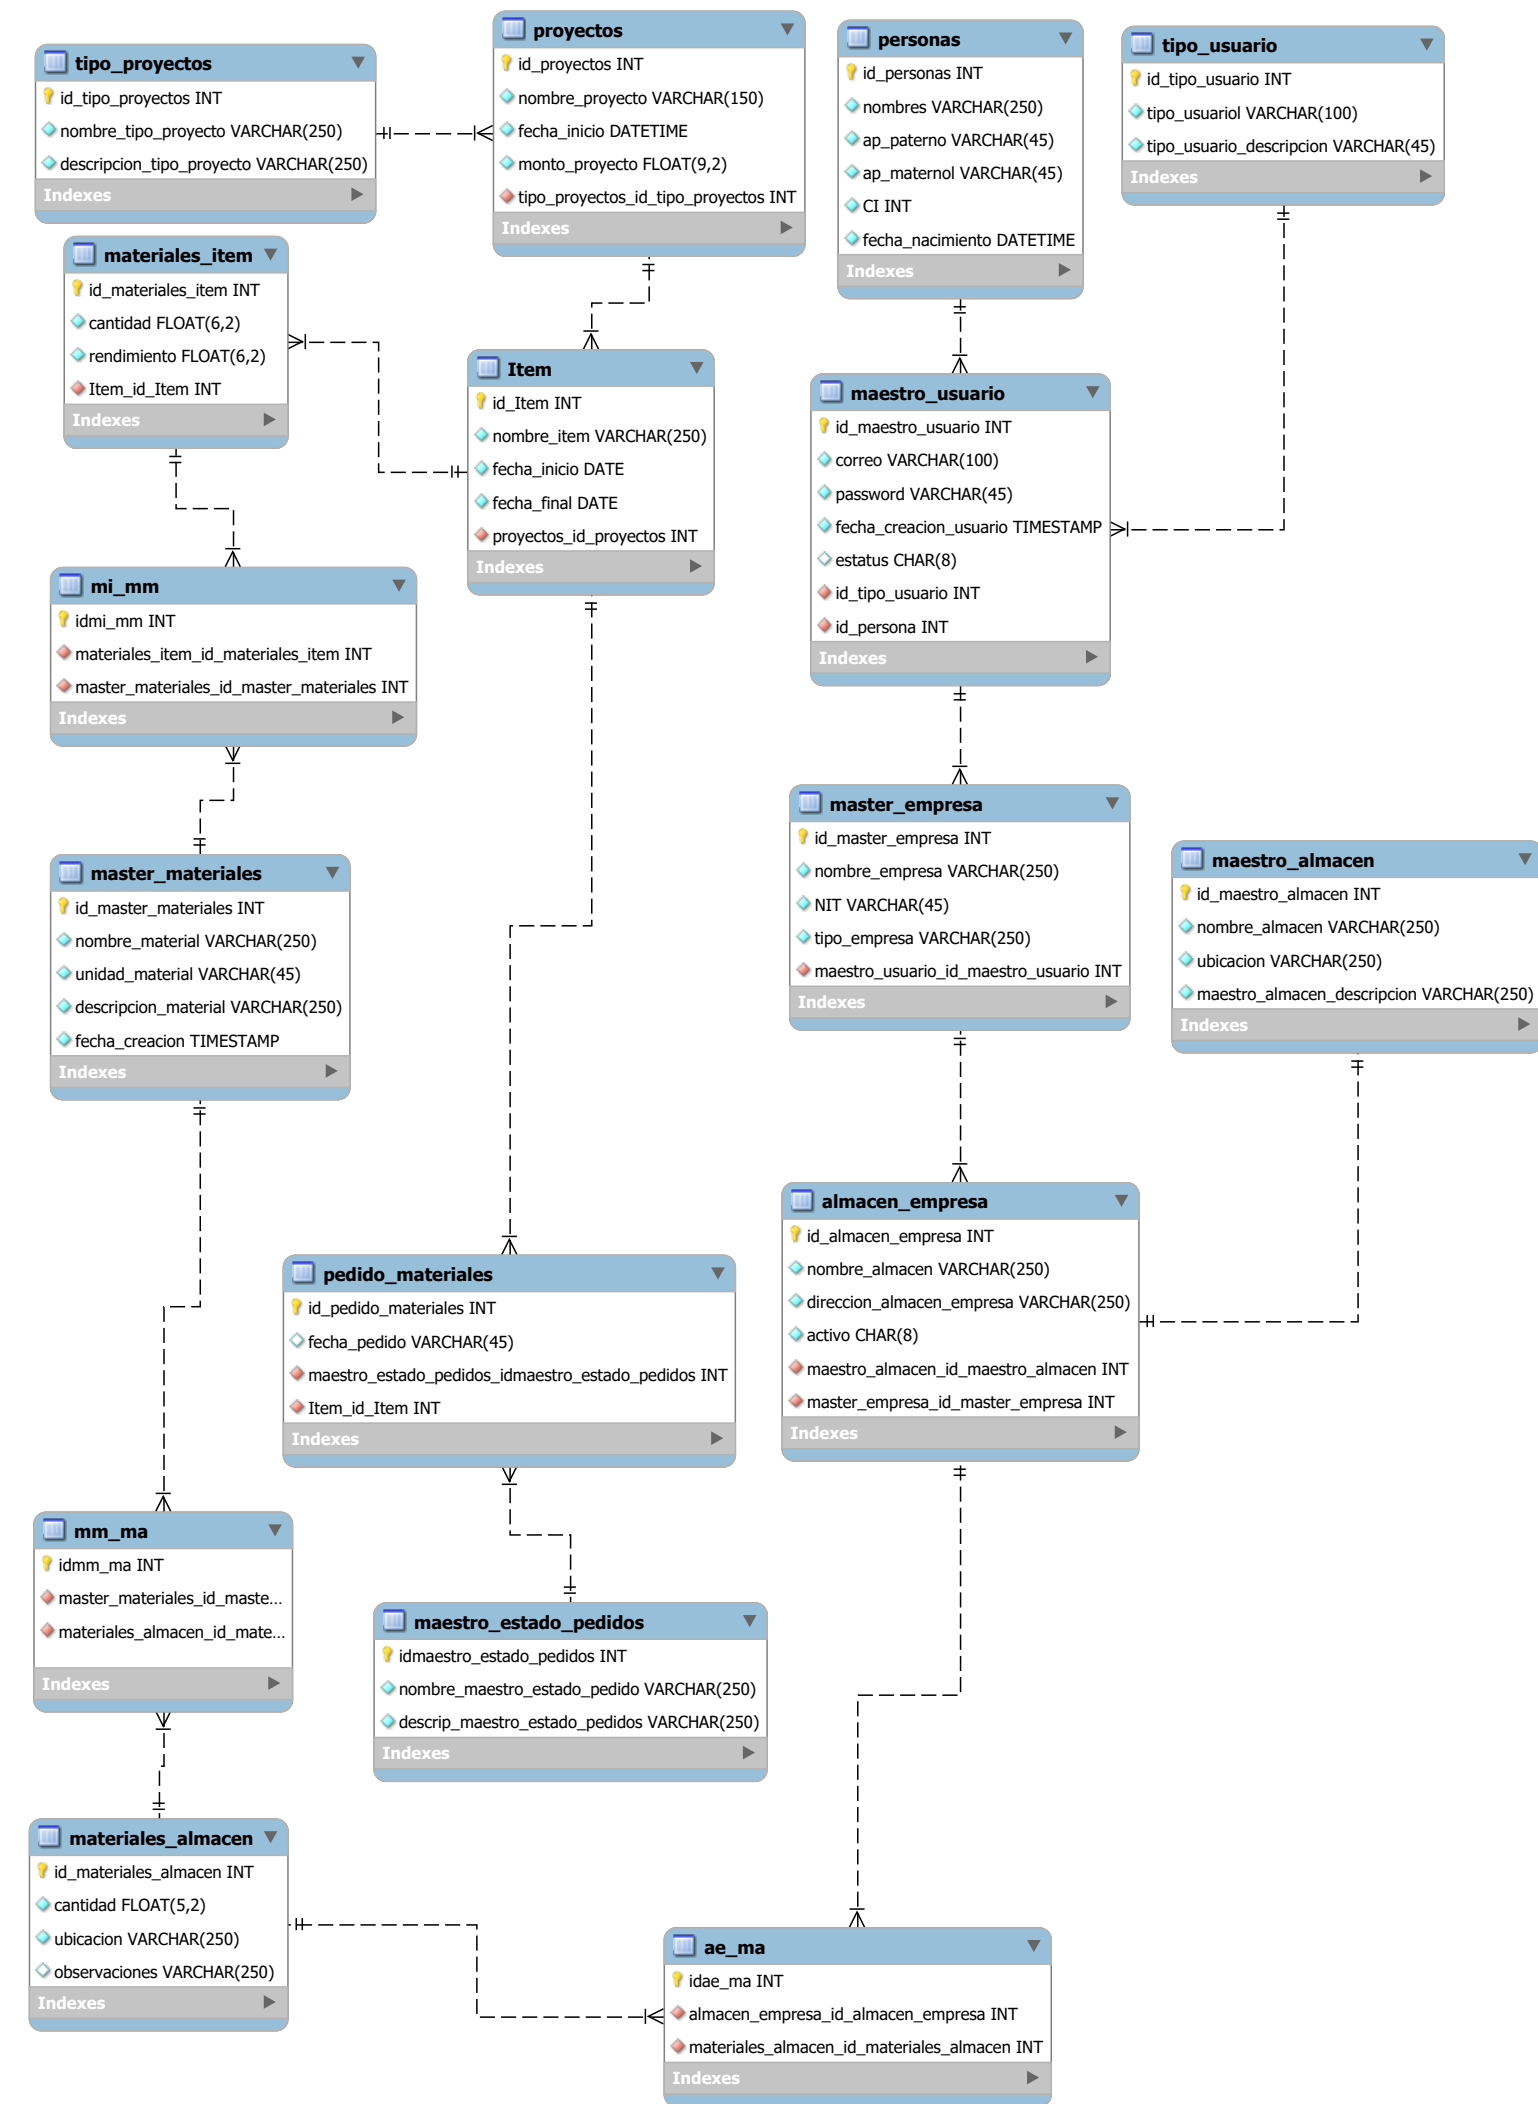 tipo_proyectos
id_tipo_proyectos INT
nombre_tipo_proyecto VARCHAR(250)
descripcion_tipo_proyecto VARCHAR(250)
Indexes
proyectos
id_proyectos INT
nombre_proyecto VARCHAR(150)
fecha_inicio DATETIME
monto_proyecto FLOAT(9,2)
tipo_proyectos_id_tipo_proyectos INT
Indexes
personas
id_personas INT
nombres VARCHAR(250)
ap_paterno VARCHAR(45)
ap_maternol VARCHAR(45)
CI INT
fecha_nacimiento DATETIME
Indexes
tipo_usuario
id_tipo_usuario INT
tipo_usuariol VARCHAR(100)
tipo_usuario_descripcion VARCHAR(45)
Indexes
materiales_item
id_materiales_item INT
cantidad FLOAT(6,2)
rendimiento FLOAT(6,2)
Item_id_Item INT
Indexes
Item
id_Item INT
nombre_item VARCHAR(250)
fecha_inicio DATE
fecha_final DATE
proyectos_id_proyectos INT
Indexes
maestro_usuario
id_maestro_usuario INT
correo VARCHAR(100)
password VARCHAR(45)
fecha_creacion_usuario TIMESTAMP
estatus CHAR(8)
id_tipo_usuario INT
id_persona INT
Indexes
mi_mm
idmi_mm INT
materiales_item_id_materiales_item INT
master_materiales_id_master_materiales INT
Indexes
master_empresa
id_master_empresa INT
nombre_empresa VARCHAR(250)
NIT VARCHAR(45)
tipo_empresa VARCHAR(250)
maestro_usuario_id_maestro_usuario INT
Indexes
maestro_almacen
id_maestro_almacen INT
nombre_almacen VARCHAR(250)
ubicacion VARCHAR(250)
maestro_almacen_descripcion VARCHAR(250)
Indexes
master_materiales
id_master_materiales INT
nombre_material VARCHAR(250)
unidad_material VARCHAR(45)
descripcion_material VARCHAR(250)
fecha_creacion TIMESTAMP
Indexes
almacen_empresa
id_almacen_empresa INT
nombre_almacen VARCHAR(250)
direccion_almacen_empresa VARCHAR(250)
activo CHAR(8)
maestro_almacen_id_maestro_almacen INT
master_empresa_id_master_empresa INT
Indexes
pedido_materiales
id_pedido_materiales INT
fecha_pedido VARCHAR(45)
maestro_estado_pedidos_idmaestro_estado_pedidos INT
Item_id_Item INT
Indexes
mm_ma
idmm_ma INT
master_materiales_id_maste...
materiales_almacen_id_mate...
Indexes
maestro_estado_pedidos
idmaestro_estado_pedidos INT
nombre_maestro_estado_pedido VARCHAR(250)
descrip_maestro_estado_pedidos VARCHAR(250)
Indexes
materiales_almacen
id_materiales_almacen INT
cantidad FLOAT(5,2)
ubicacion VARCHAR(250)
observaciones VARCHAR(250)
Indexes
ae_ma
idae_ma INT
almacen_empresa_id_almacen_empresa INT
materiales_almacen_id_materiales_almacen INT
Indexes